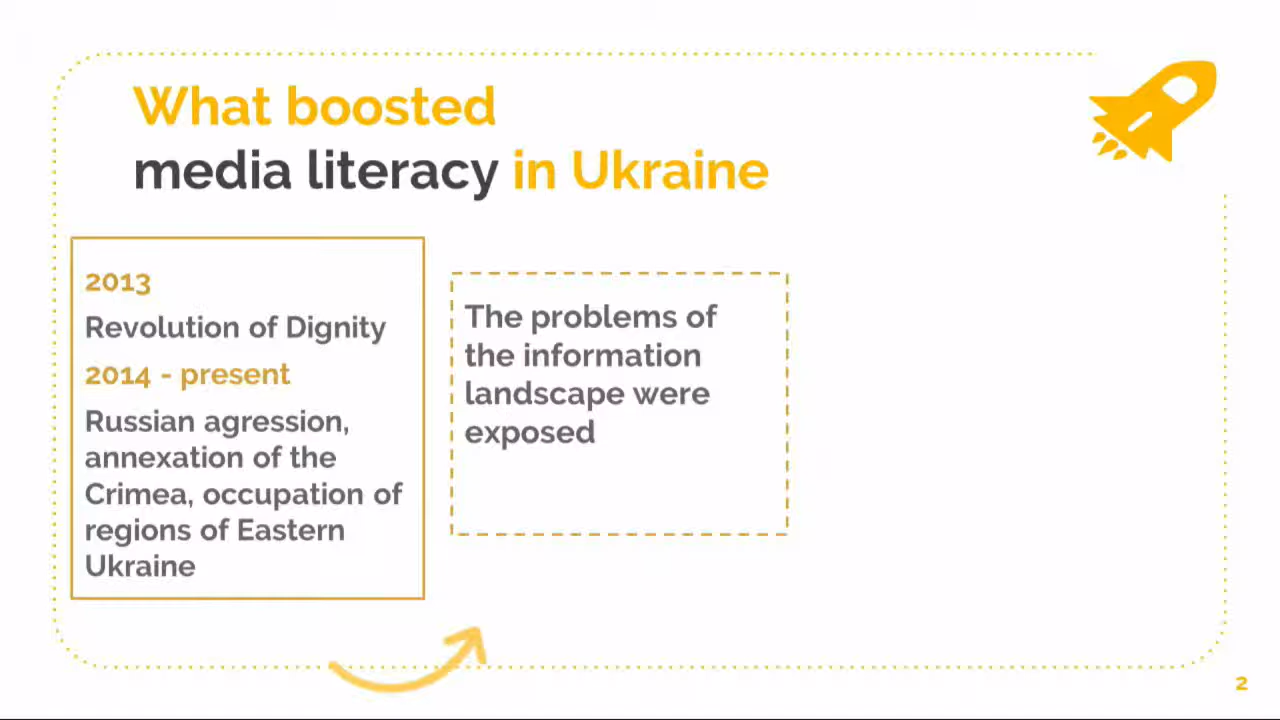 What boosted
media literacy in Ukraine
2013
Revolution of Dignity
2014 - present
Russian agression,
annexation of the
Crimea, occupation of
regions of Eastern
Ukraine
The problems of
the information
landscape were
exposed
2